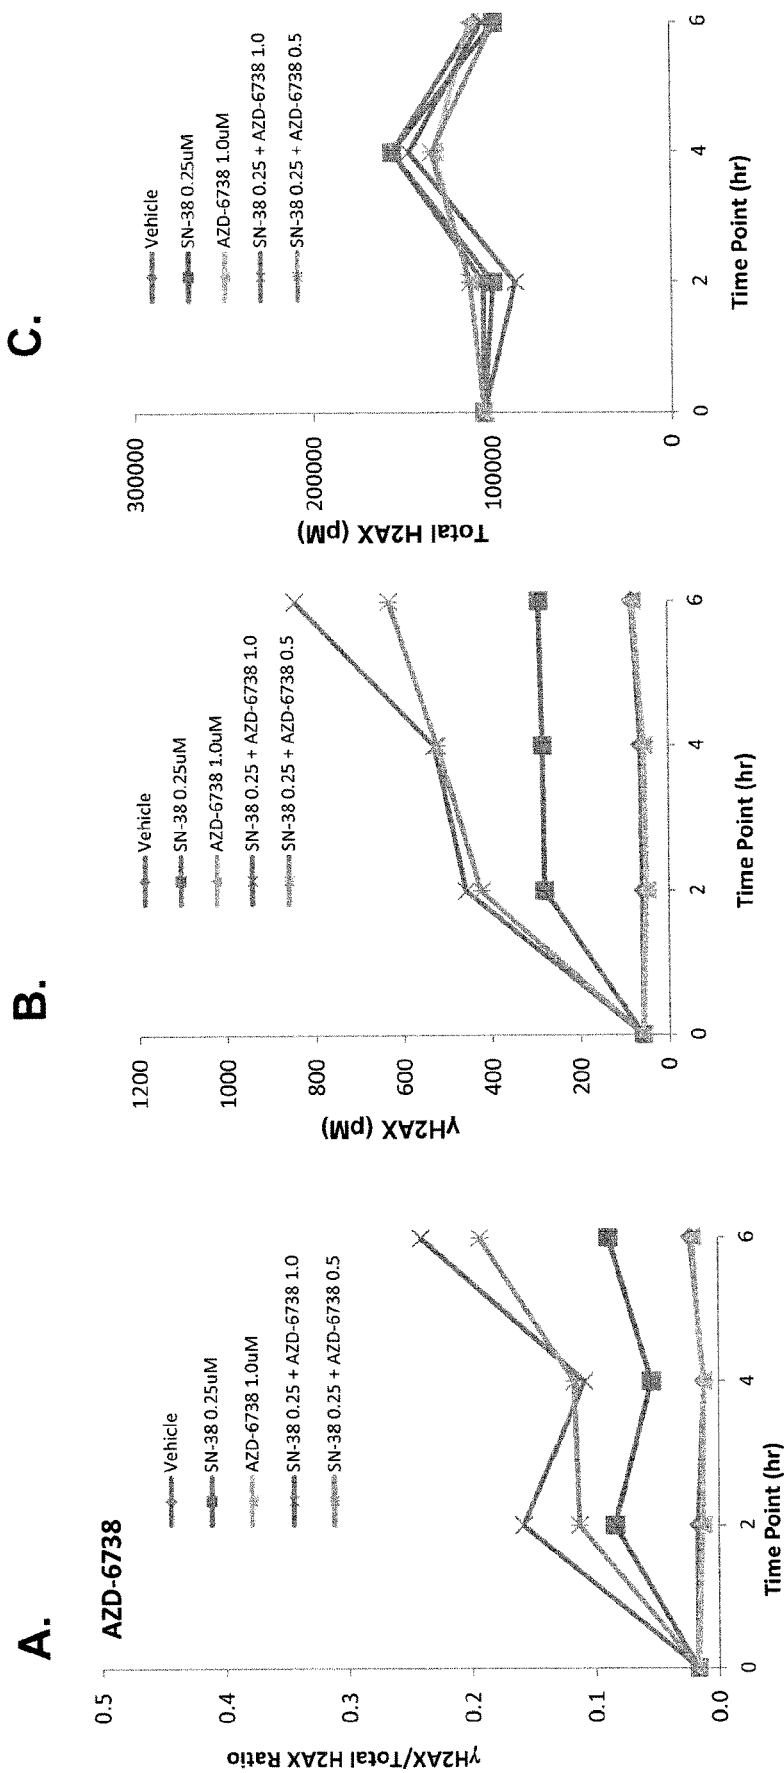 A.
AZD-6738
Vehicle
SN-38 0.25uM
AZD-6738 1.0uM
SN-38 0.25 + AZD-6738 1.0
SN-38 0.25 + AZD-6738 0.5
γH2AX/Total H2AX Ratio
0.5
0.4
0.3
0.2
0.1
0.0
0
2
4
6
Time Point (hr)
B.
Vehicle
SN-38 0.25uM
AZD-6738 1.0uM
SN-38 0.25 + AZD-6738 1.0
SN-38 0.25 + AZD-6738 0.5
γH2AX (pM)
1200
1000
800
600
400
200
0
0
2
4
6
Time Point (hr)
C.
Vehicle
SN-38 0.25uM
AZD-6738 1.0uM
SN-38 0.25 + AZD-6738 1.0
SN-38 0.25 + AZD-6738 0.5
Total H2AX (pM)
300000
200000
100000
0
0
2
4
6
Time Point (hr)